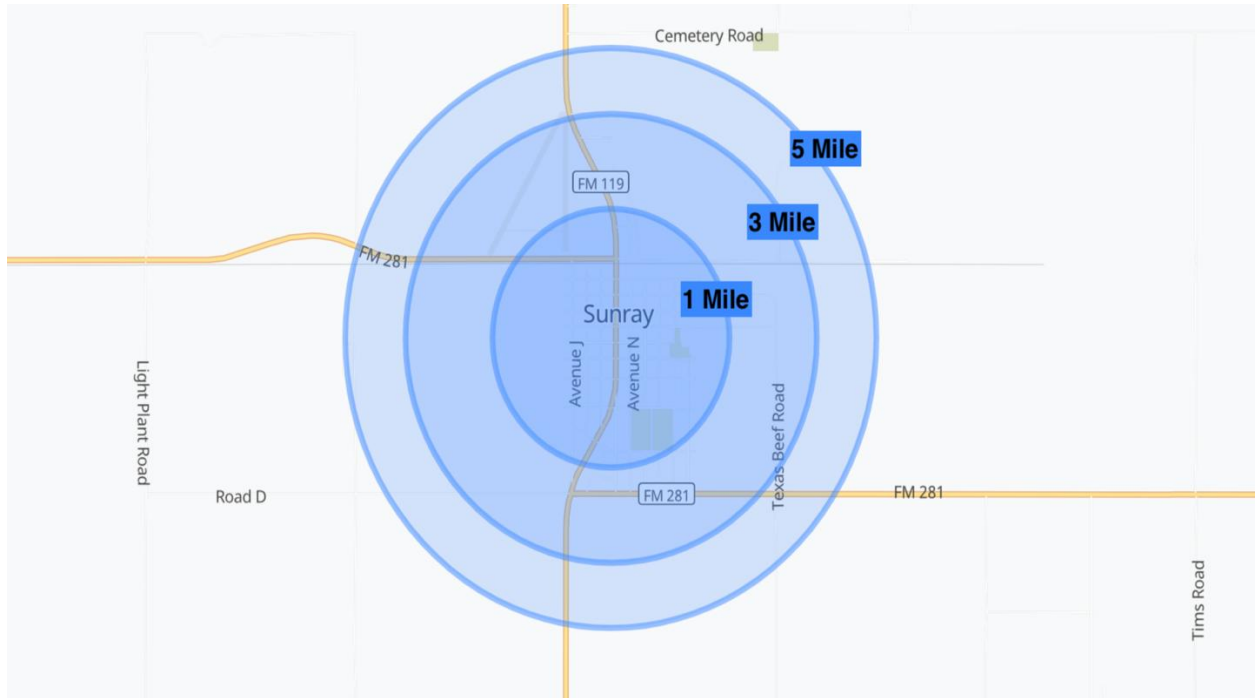 Cemetery Road
5 Mile
FM 119
3 Mile
FM 281
1 Mile
Sunray
Avenue J
Avenue N
Light Plant Road
Texas Beef Road
Road D
FM 281
FM 281
Tims Road